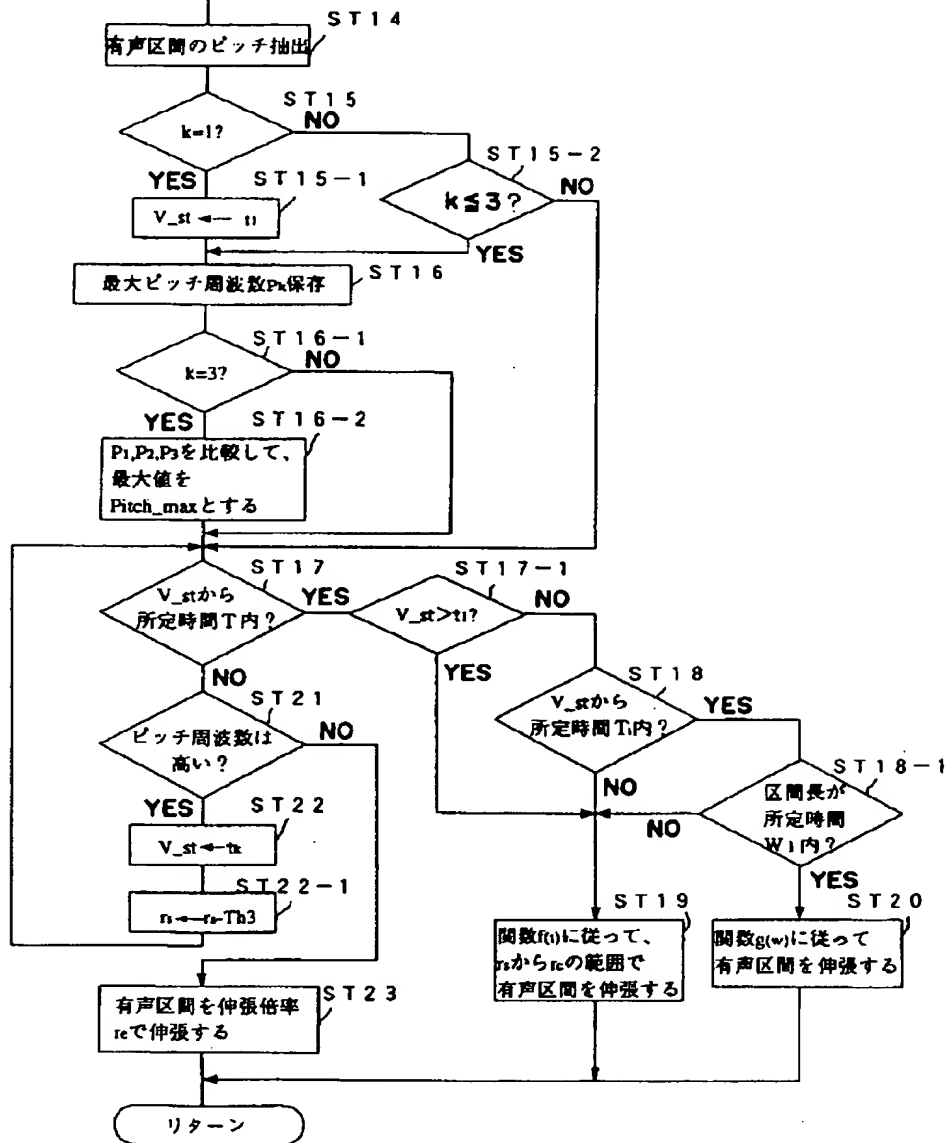 ST14
有声区間のピッチ抽出
ST15
k=1?
NO
ST15-2
YES
ST15-1
k≦3?
NO
V_st ← t1
YES
ST16
最大ピッチ周波数Pk保存
ST16-1
NO
k=3?
YES
ST16-2
P1,P2,P3を比較して、
最大値を
Pitch_maxとする
ST17
V_stから
所定時間T内?
YES
ST17-1
V_st>t1?
NO
NO
YES
ST18
V_stから
所定時間T1内?
YES
NO
ST21
ピッチ周波数は
高い?
NO
ST18-1
区間長が
所定時間
W1内?
NO
YES
YES
ST22
V_st←tk
ST22-1
rs←rs-Th3
ST19
関数f(t)に従って、
rsからreの範囲で
有声区間を伸張する
ST20
関数g(w)に従って
有声区間を伸張する
ST23
有声区間を伸張倍率
reで伸張する
リターン